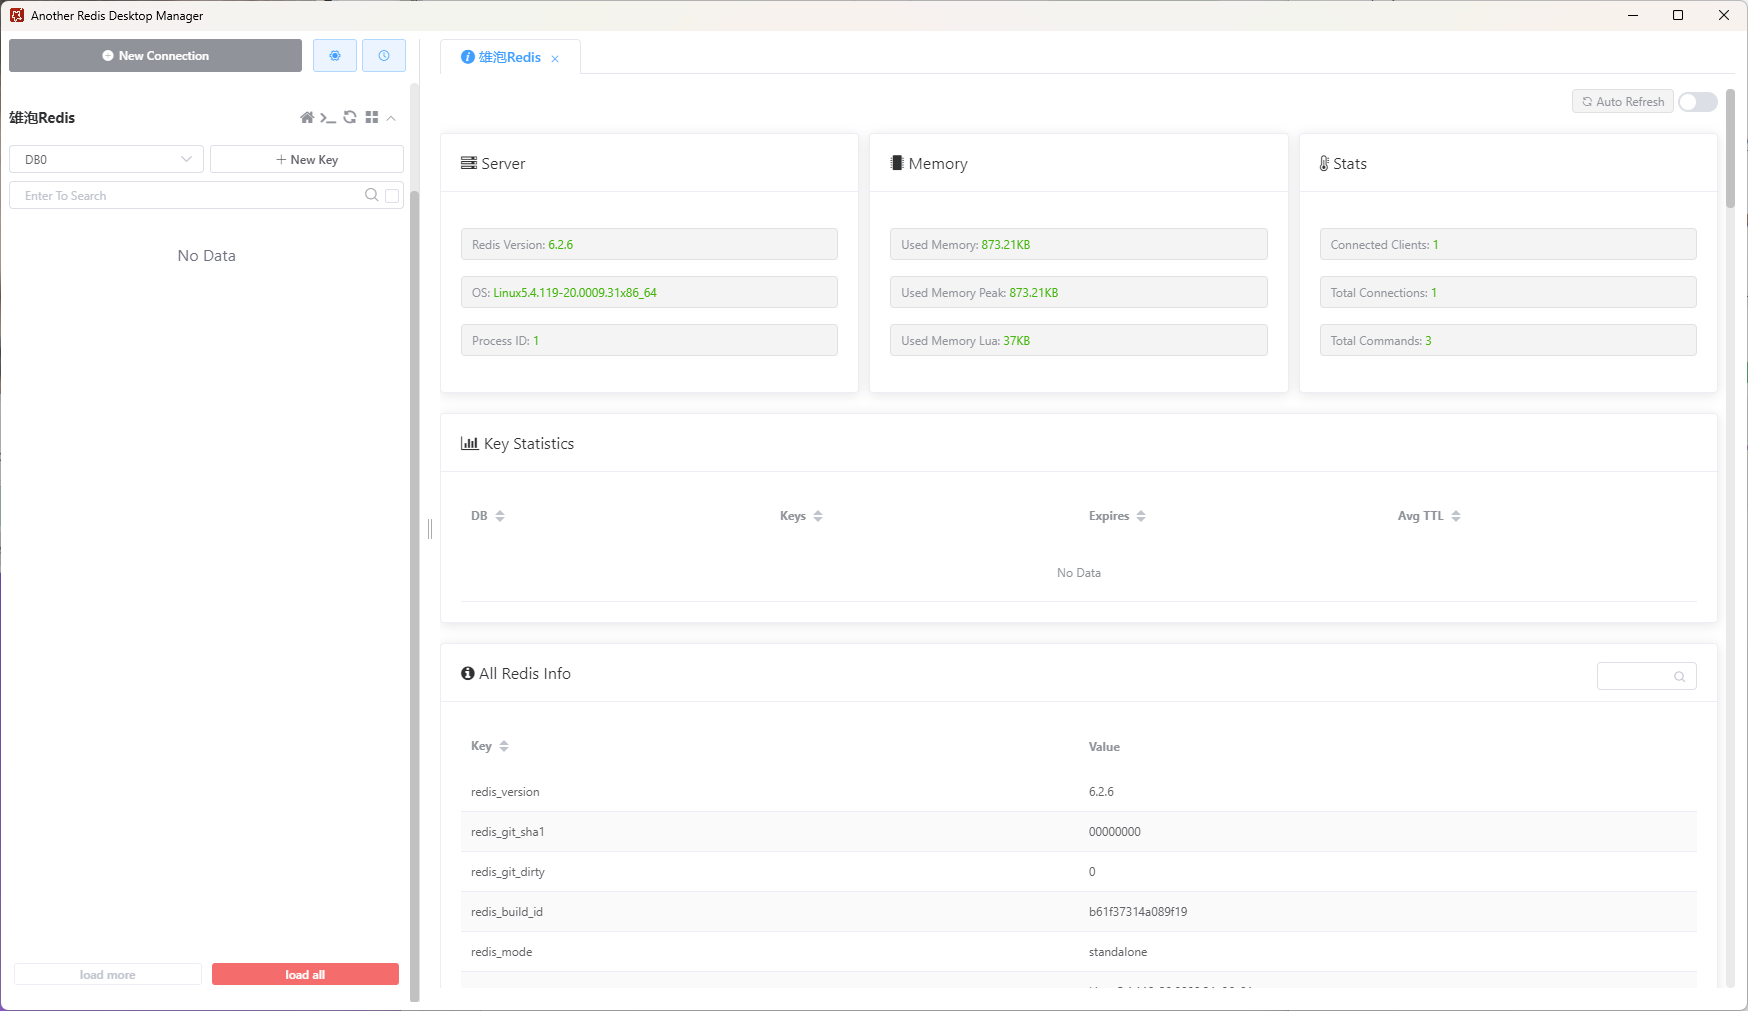 Another Redis Desktop Manager
New Connection
雄泡Redis
DB0
New Key
Enter To Search
No Data
load more
load all
雄泡Redis
Auto Refresh
Server
Redis Version: 6.2.6
OS: Linux5.4.119-20.0009.31x86_64
Process ID: 1
Memory
Used Memory: 873.21KB
Used Memory Peak: 873.21KB
Used Memory Lua: 37KB
Stats
Connected Clients: 1
Total Connections: 1
Total Commands: 3
Key Statistics
DB Keys Expires Avg TTL
No Data
All Redis Info
Key Value
redis_version 6.2.6
redis_git_sha1 00000000
redis_git_dirty 0
redis_build_id b61f37314a089f19
redis_mode standalone